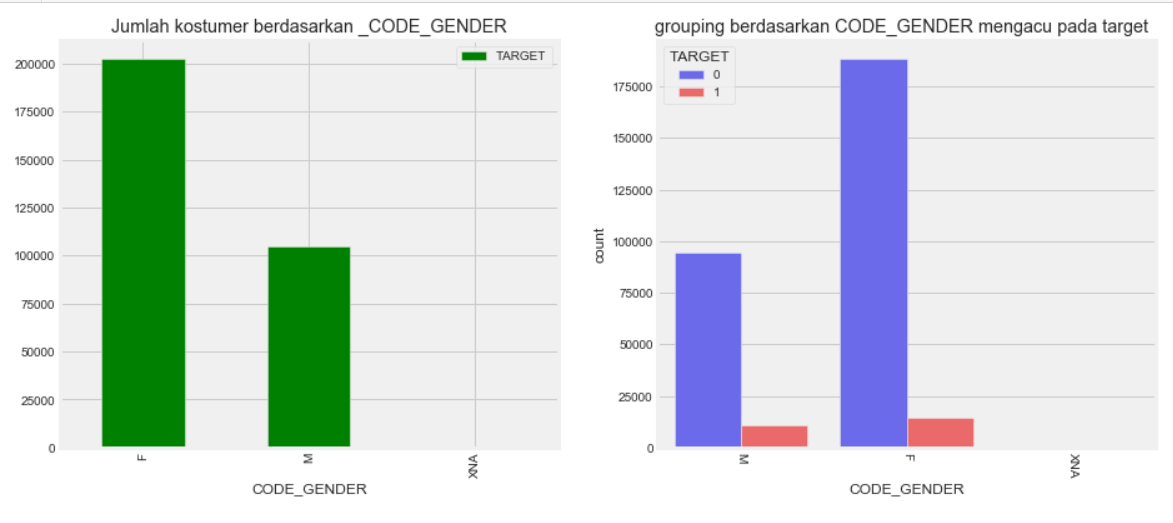 Jumlah kostumer berdasarkan _CODE_GENDER
TARGET
200000
175000
150000
125000
100000
75000
50000
25000
0
F
M
XNA
CODE_GENDER
grouping berdasarkan CODE_GENDER mengacu pada target
TARGET
0
1
175000
150000
125000
100000
75000
50000
25000
0
count
M
F
XNA
CODE_GENDER